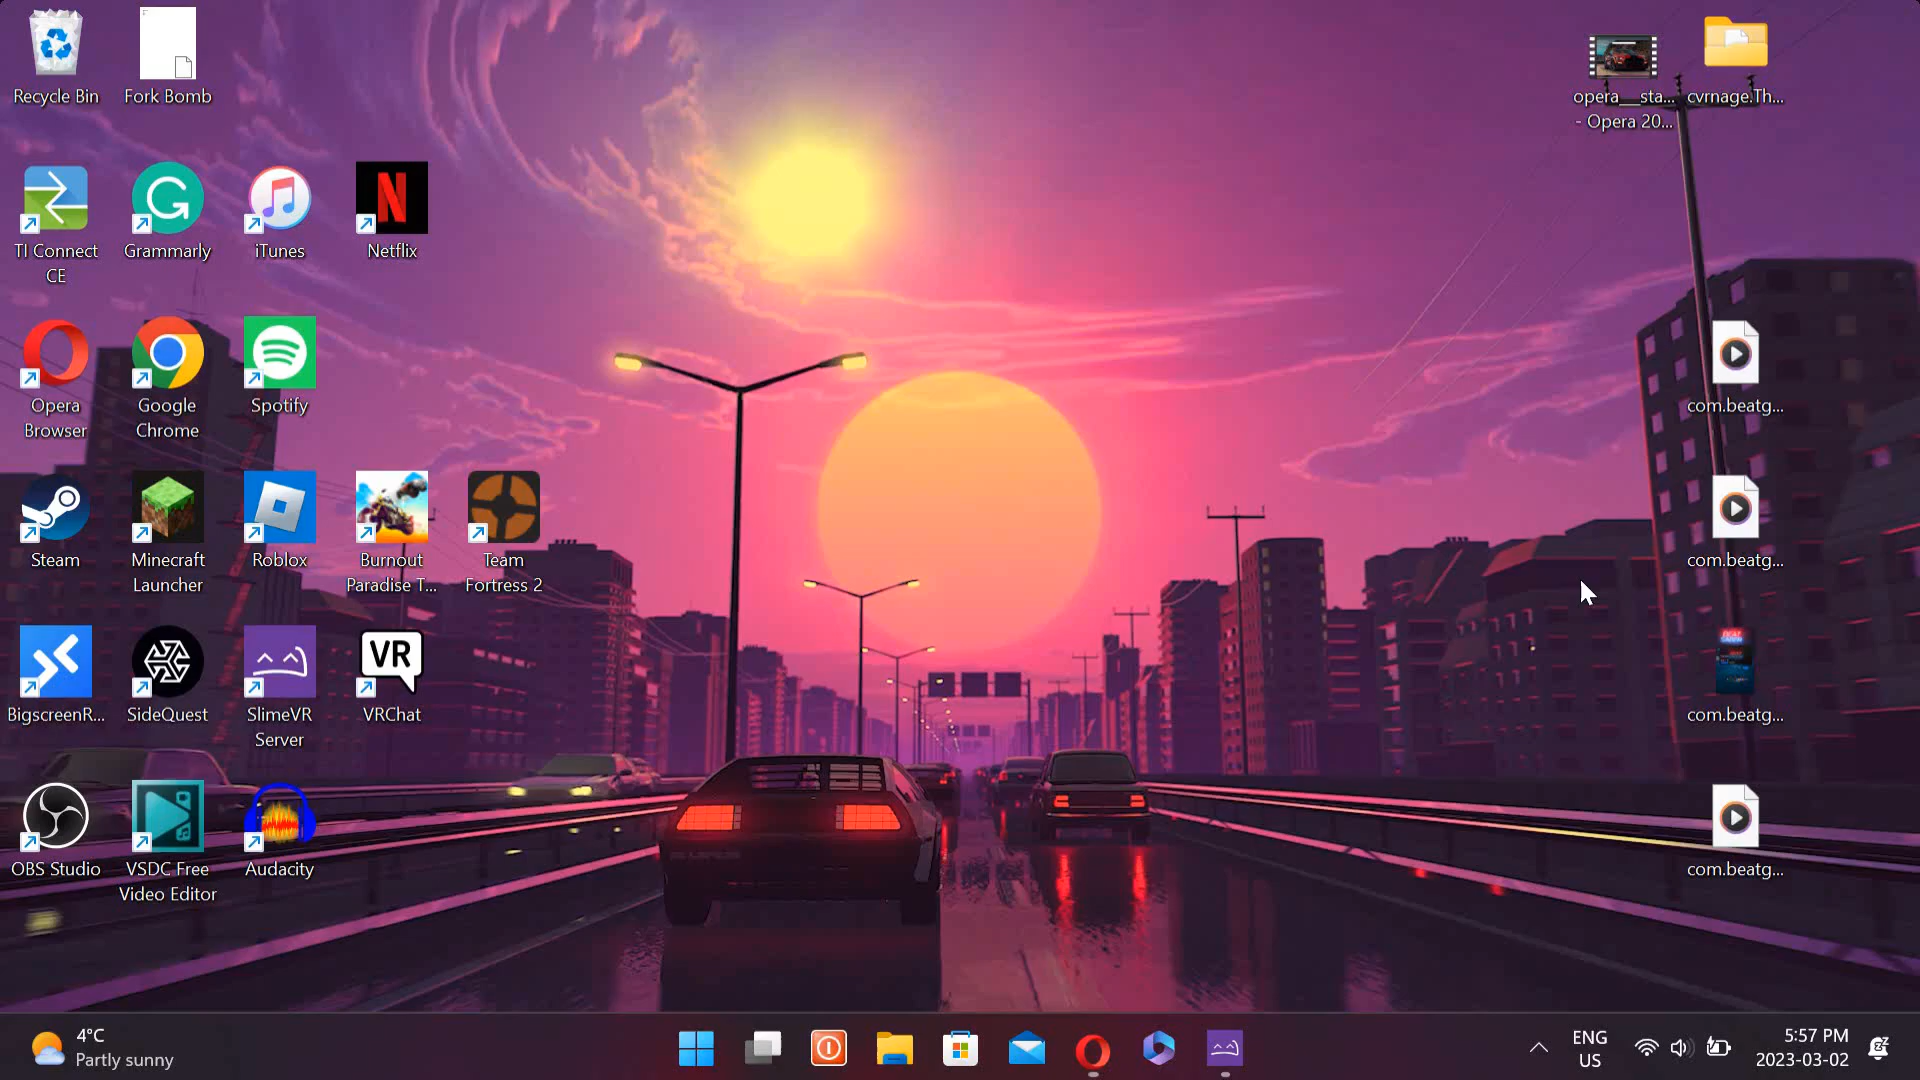 Recycle Bin
Fork Bomb
opera__sta...
- Opera 20...
cvrnage.Th...
TI Connect
CE
Grammarly
iTunes
N
Netflix
Opera
Browser
Google
Chrome
Spotify
com.beatg...
Steam
Minecraft
Launcher
Roblox
Burnout
Paradise T...
Team
Fortress 2
com.beatg...
BigscreenR...
SideQuest
SlimeVR
Server
VR
VRChat
com.beatg...
OBS Studio
VSDC Free
Video Editor
Audacity
com.beatg...
4°C
Partly sunny
ENG
US
5:57 PM
2023-03-02